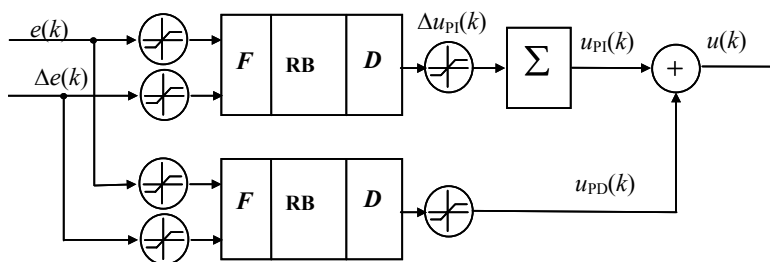 e(k)
Δu_PI(k)
u_PI(k)
u(k)
F RB D
Σ
+
Δe(k)
F RB D
u_PD(k)